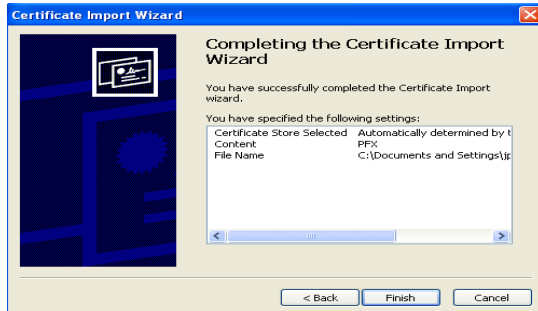 Certificate Import Wizard
Completing the Certificate Import
Wizard
You have successfully completed the Certificate Import
wizard.
You have specified the following settings:
Certificate Store Selected Automatically determined by t
Content PFX
File Name C:\Documents and Settings\jp
< Back Finish Cancel